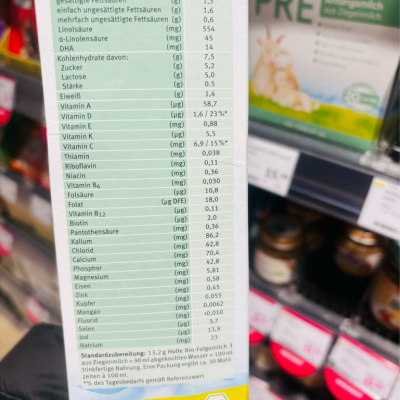 gesättigte Fettsäuren (g) 1,3
einfach ungesättigte Fettsäuren (g) 1,6
mehrfach ungesättigte Fettsäuren (g) 0,6
Linolsäure (mg) 554
α-Linolensäure (mg) 45
DHA (mg) 14
Kohlenhydrate davon: (g) 7,5
Zucker (g) 5,2
Lactose (g) 5,0
Stärke (g) 0,5
Eiweiß (g) 1,4
Vitamin A (µg) 58,7
Vitamin D (µg) 1,6 / 23%*
Vitamin E (mg) 0,88
Vitamin K (µg) 5,5
Vitamin C (mg) 6,9 / 15%*
Thiamin (mg) 0,038
Riboflavin (mg) 0,11
Niacin (mg) 0,36
Vitamin B6 (mg) 0,030
Folsäure (µg) 10,8
Folat (µg DFE) 18,0
Vitamin B12 (µg) 0,11
Biotin (µg) 2,0
Pantothensäure (mg) 0,36
Kalium (mg) 86,2
Chlorid (mg) 62,8
Calcium (mg) 70,4
Phosphor (mg) 42,8
Magnesium (mg) 5,81
Eisen (mg) 0,58
Zink (mg) 0,45
Kupfer (mg) 0,055
Mangan (mg) 0,0062
Fluorid (mg) <0,010
Selen (µg) 3,7
Jod (µg) 13,9
Natrium (mg) 23
Standardzubereitung: 13,2 g Holle Bio-Folgemilch 3
aus Ziegenmilch + 90 ml abgekochtes Wasser = 100 ml
trinkfertige Nahrung. Eine Packung ergibt ca. 30 Mahl-
zeiten à 100 ml.
*% des Tagesbedarfs gemäß Referenzwert
PRE
Anfangsmilch
mit Ziegenmilch